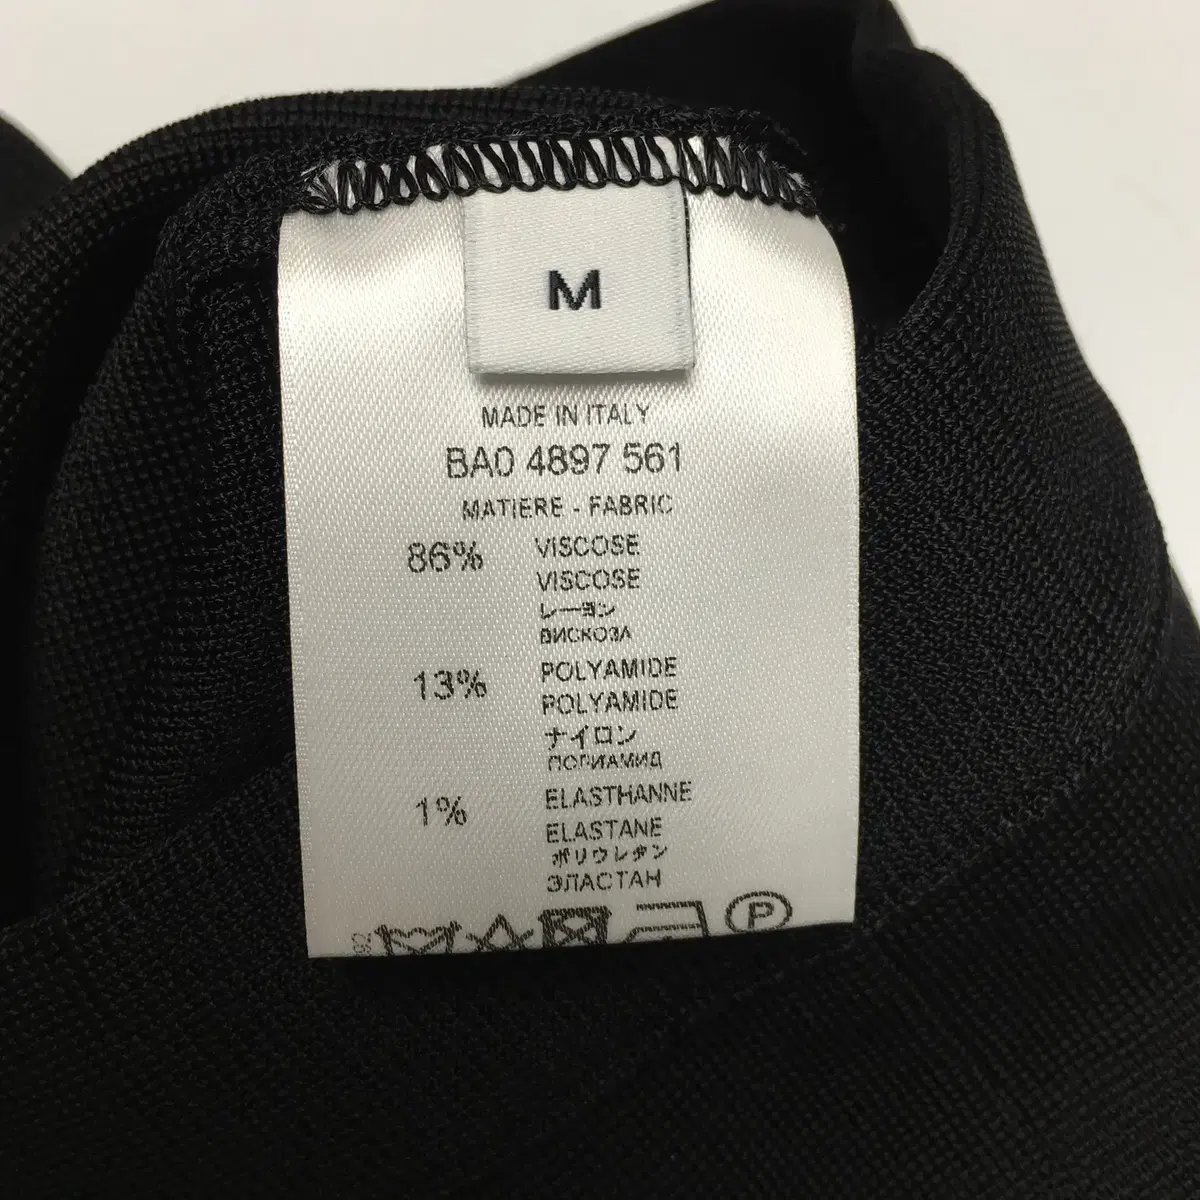 M
MADE IN ITALY
BA0 4897 561
MATIERE - FABRIC
86% VISCOSE
VISCOSE
レーヨン
ВИСКОЗА
13% POLYAMIDE
POLYAMIDE
ナイロン
ПОЛИАМИД
1% ELASTHANNE
ELASTANE
ポリウレタン
ЭЛАСТАН
P